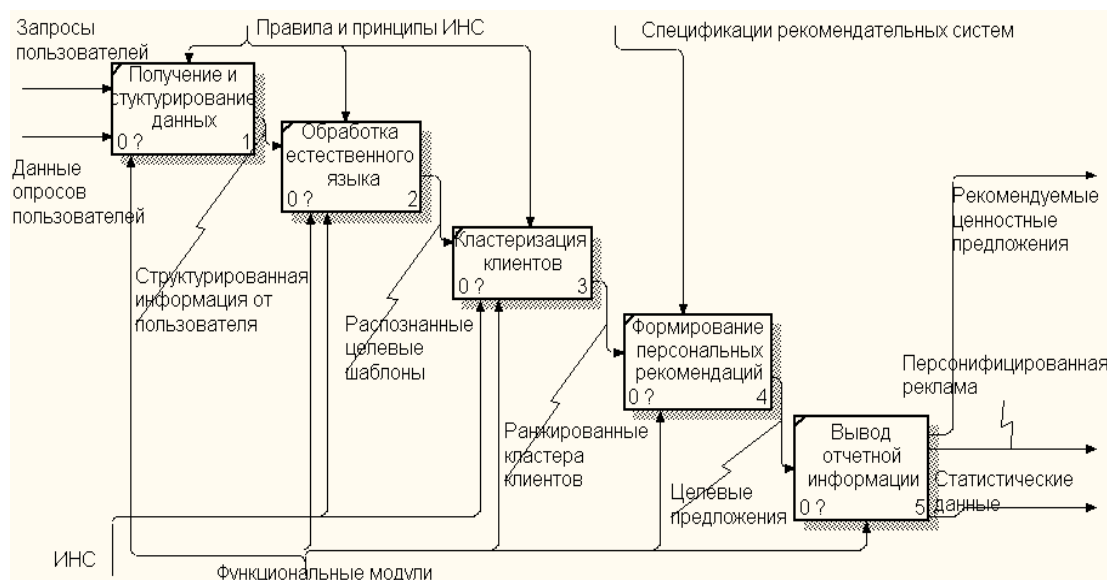 Запросы
пользователей
Правила и принципы ИНС
Спецификации рекомендательных систем
Получение и
стуктурирование
данных
0 ?
1
Данные
опросов
пользователей
Обработка
естественного
языка
0 ?
2
Рекомендуемые
ценностные
предложения
Кластеризация
клиентов
0 ?
3
Структурированная
информация от
пользователя
Распознанные
целевые
шаблоны
Формирование
персональных
рекомендаций
0 ?
4
Персонифицированная
реклама
Ранжированные
кластера
клиентов
Вывод
отчетной
информации
0 ?
5
Статистические
данные
Целевые
предложения
ИНС
Функциональные модули